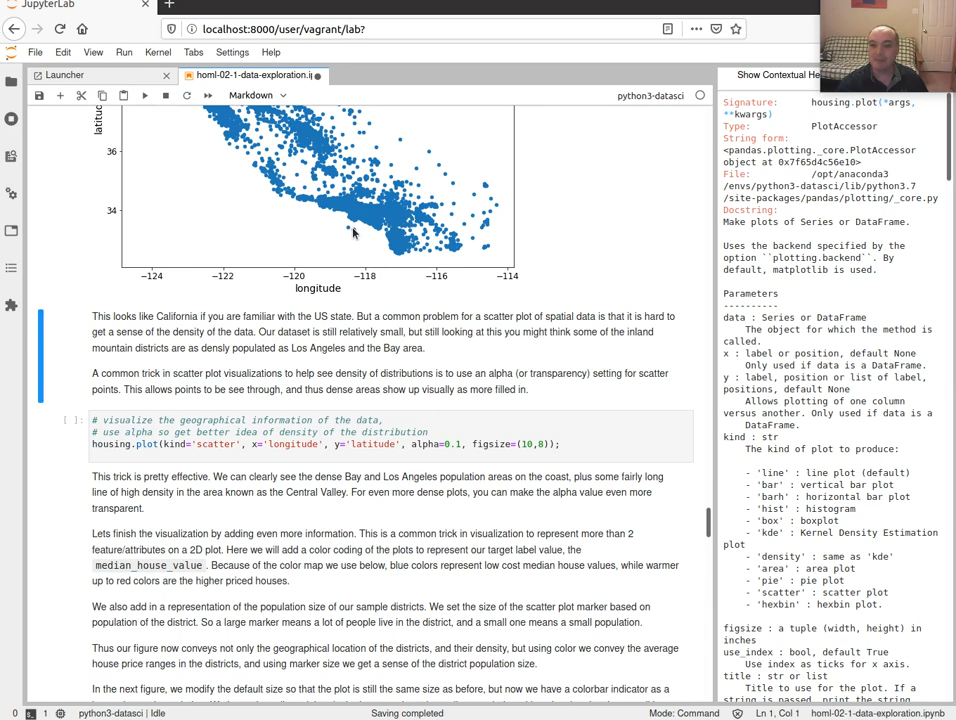 JupyterLab
localhost:8000/user/vagrant/lab?
File Edit View Run Kernel Tabs Settings Help
Launcher
homl-02-1-data-exploration.ip
Show Contextual He
Markdown
python3-datasci
latitud
36
34
−124 −122 −120 −118 −116 −114
longitude
This looks like California if you are familiar with the US state. But a common problem for a scatter plot of spatial data is that it is hard to
get a sense of the density of the data. Our dataset is still relatively small, but still looking at this you might think some of the inland
mountain districts are as densly populated as Los Angeles and the Bay area.
A common trick in scatter plot visualizations to help see density of distributions is to use an alpha (or transparency) setting for scatter
points. This allows points to be see through, and thus dense areas show up visually as more filled in.
[ ]:
# visualize the geographical information of the data,
# use alpha so get better idea of density of the distribution
housing.plot(kind='scatter', x='longitude', y='latitude', alpha=0.1, figsize=(10,8));
This trick is pretty effective. We can clearly see the dense Bay and Los Angeles population areas on the coast, plus some fairly long
line of high density in the area known as the Central Valley. For even more dense plots, you can make the alpha value even more
transparent.
Lets finish the visualization by adding even more information. This is a common trick in visualization to represent more than 2
feature/attributes on a 2D plot. Here we will add a color coding of the plots to represent our target label value, the
median_house_value . Because of the color map we use below, blue colors represent low cost median house values, while warmer
up to red colors are the higher priced houses.
We also add in a representation of the population size of our sample districts. We set the size of the scatter plot marker based on
population of the district. So a large marker means a lot of people live in the district, and a small one means a small population.
Thus our figure now conveys not only the geographical location of the districts, and their density, but using color we convey the average
house price ranges in the districts, and using marker size we get a sense of the district population size.
In the next figure, we modify the default size so that the plot is still the same size as before, but now we have a colorbar indicator as a
Signature: housing.plot(*args,
**kwargs)
Type: PlotAccessor
String form:
<pandas.plotting._core.PlotAccessor
object at 0x7f65d4c56e10>
File: /opt/anaconda3
/envs/python3-datasci/lib/python3.7
/site-packages/pandas/plotting/_core.py
Docstring:
Make plots of Series or DataFrame.
Uses the backend specified by the
option ``plotting.backend``. By
default, matplotlib is used.
Parameters
----------
data : Series or DataFrame
The object for which the method is
called.
x : label or position, default None
Only used if data is a DataFrame.
y : label, position or list of label,
positions, default None
Allows plotting of one column
versus another. Only used if data is a
DataFrame.
kind : str
The kind of plot to produce:
- 'line' : line plot (default)
- 'bar' : vertical bar plot
- 'barh' : horizontal bar plot
- 'hist' : histogram
- 'box' : boxplot
- 'kde' : Kernel Density Estimation
plot
- 'density' : same as 'kde'
- 'area' : area plot
- 'pie' : pie plot
- 'scatter' : scatter plot
- 'hexbin' : hexbin plot.
figsize : a tuple (width, height) in
inches
use_index : bool, default True
Use index as ticks for x axis.
title : str or list
Title to use for the plot. If a
string is passed, print the string
0 1 python3-datasci | Idle
Saving completed
Mode: Command
Ln 1, Col 1
homl-02-1-data-exploration.ipynb